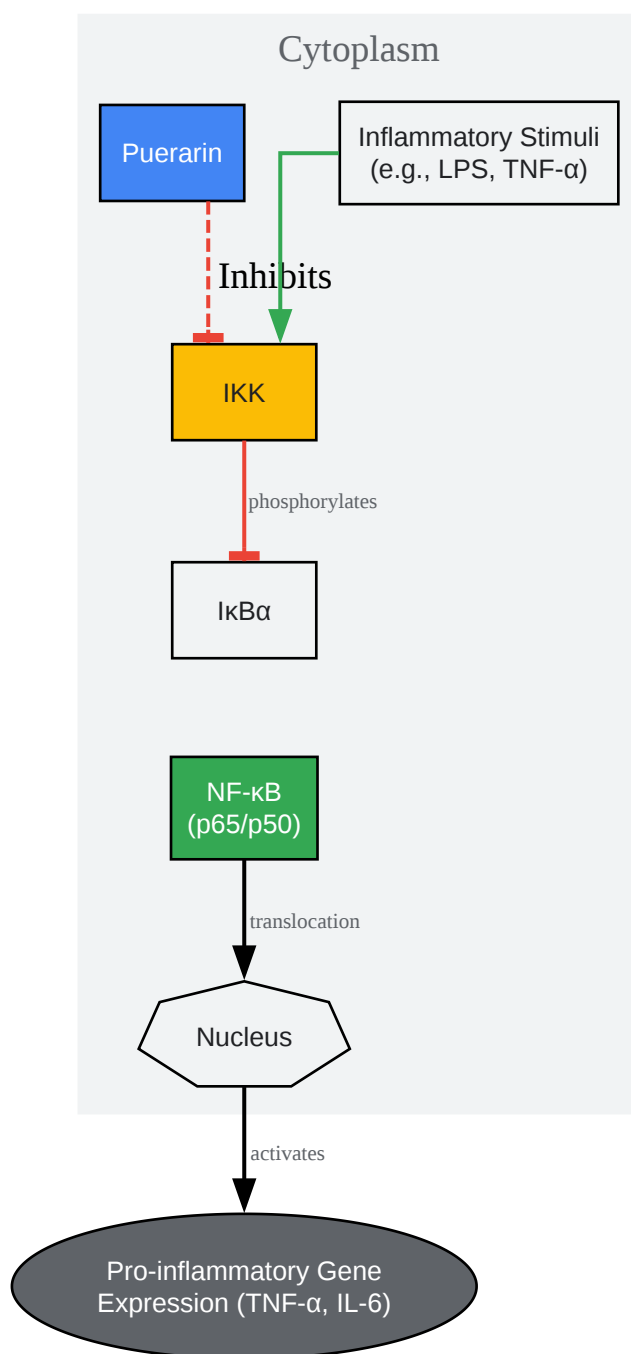 Cytoplasm
Puerarin
Inflammatory Stimuli
(e.g., LPS, TNF-α)
Inhibits
IKK
phosphorylates
IκBα
NF-κB
(p65/p50)
translocation
Nucleus
activates
Pro-inflammatory Gene
Expression (TNF-α, IL-6)